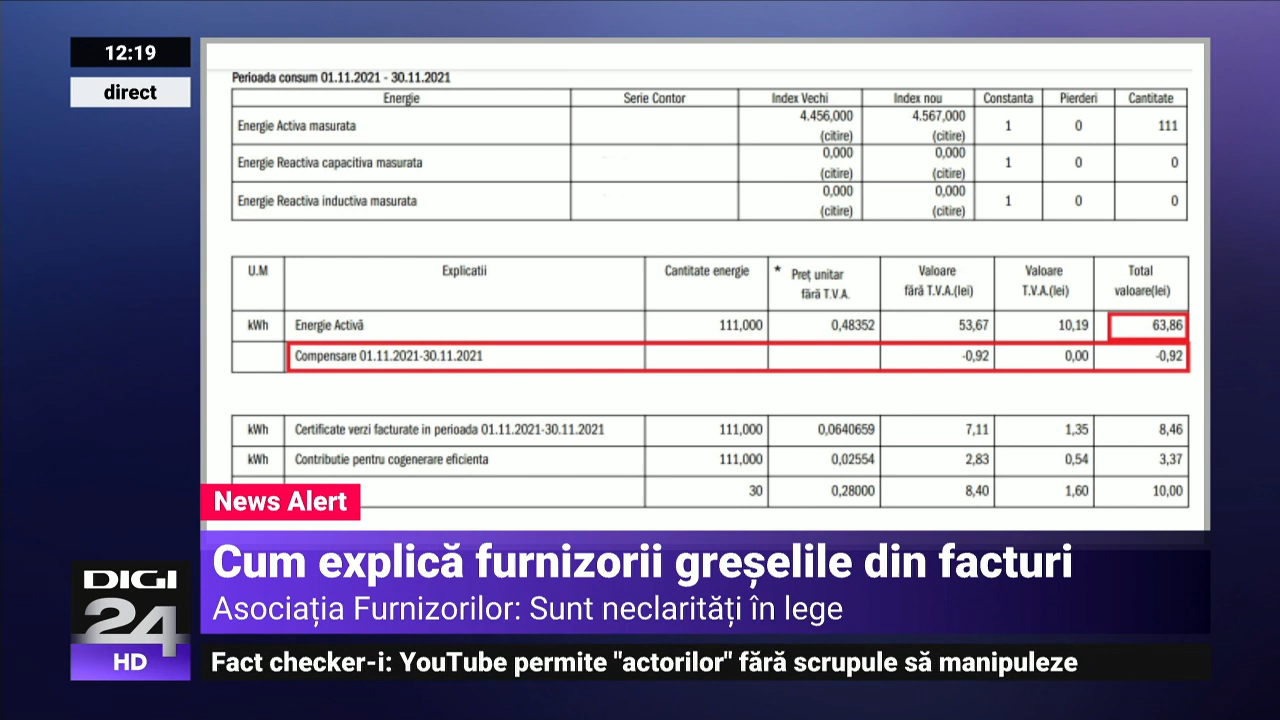 12:19
direct
Perioada consum 01.11.2021 - 30.11.2021
Energie Serie Contor Index Vechi Index nou Constanta Pierderi Cantitate
Energie Activa masurata 4.456,000 (citire) 4.567,000 (citire) 1 0 111
Energie Reactiva capacitiva masurata 0,000 (citire) 0,000 (citire) 1 0 0
Energie Reactiva inductiva masurata 0,000 (citire) 0,000 (citire) 1 0 0
U.M Explicatii Cantitate energie * Preț unitar fără T.V.A. Valoare fără T.V.A.(lei) Valoare T.V.A.(lei) Total valoare(lei)
kWh Energie Activă 111,000 0,48352 53,67 10,19 63,86
Compensare 01.11.2021-30.11.2021 -0,92 0,00 -0,92
kWh Certificate verzi facturate in perioada 01.11.2021-30.11.2021 111,000 0,0640659 7,11 1,35 8,46
kWh Contributie pentru cogenerare eficienta 111,000 0,02554 2,83 0,54 3,37
30 0,28000 8,40 1,60 10,00
News Alert
Cum explică furnizorii greșelile din facturi
Asociația Furnizorilor: Sunt neclarități în lege
DIGI
24
HD
Fact checker-i: YouTube permite "actorilor" fără scrupule să manipuleze